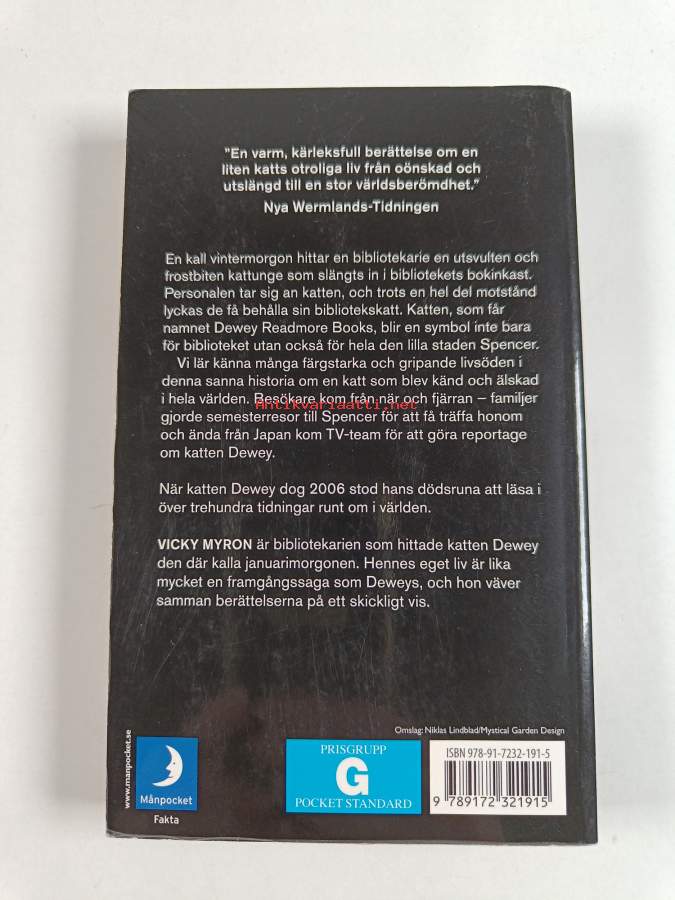 "En varm, kärleksfull berättelse om en
liten katts otroliga liv från oönskad och
utslängd till en stor världsberömdhet."
Nya Wermlands-Tidningen
En kall vintermorgon hittar en bibliotekarie en utsvulten och
frostbiten kattunge som slängts in i bibliotekets bokinkast.
Personalen tar sig an katten, och trots en hel del motstånd
lyckas de få behålla sin bibliotekskatt. Katten, som får
namnet Dewey Readmore Books, blir en symbol inte bara
för biblioteket utan också för hela den lilla staden Spencer.
Vi lär känna många färgstarka och gripande livsöden i
denna sanna historia om en katt som blev känd och älskad
i hela världen. Besökare kom från när och fjärran – familjer
Antikvariaatti.net
gjorde semesterresor till Spencer för att få träffa honom
och ända från Japan kom TV-team för att göra reportage
om katten Dewey.
När katten Dewey dog 2006 stod hans dödsruna att läsa i
över trehundra tidningar runt om i världen.
VICKY MYRON är bibliotekarien som hittade katten Dewey
den där kalla januarimorgonen. Hennes eget liv är lika
mycket en framgångssaga som Deweys, och hon väver
samman berättelserna på ett skickligt vis.
Omslag: Niklas Lindblad/Mystical Garden Design
www.manpocket.se
Månpocket
Fakta
PRISGRUPP
G
POCKET STANDARD
ISBN 978-91-7232-191-5
9 789172 321915